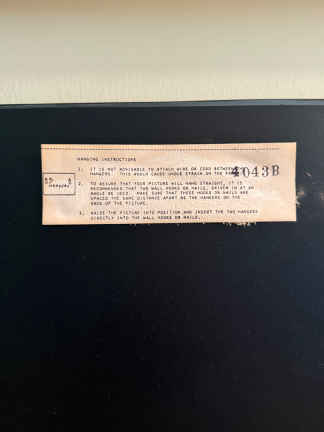 HANGING INSTRUCTIONS
1. IT IS NOT ADVISABLE TO ATTACH WIRE OR CORD BETWEEN
HANGERS. THIS WOULD CAUSE UNDUE STRAIN ON THE
4043B
2. TO ASSURE THAT YOUR PICTURE WILL HANG STRAIGHT, IT IS
RECOMMENDED THAT TWO WALL HOOKS OR NAILS, DRIVEN IN AT AN
ANGLE BE USED. MAKE SURE THESE HOOKS OR NAILS ARE
SPACED THE SAME DISTANCE APART AS THE HANGERS ON THE
BACK OF THE PICTURE.
3. RAISE THE PICTURE INTO POSITION AND INSERT THE TWO HANGERS
DIRECTLY INTO THE WALL HOOKS OR NAILS.